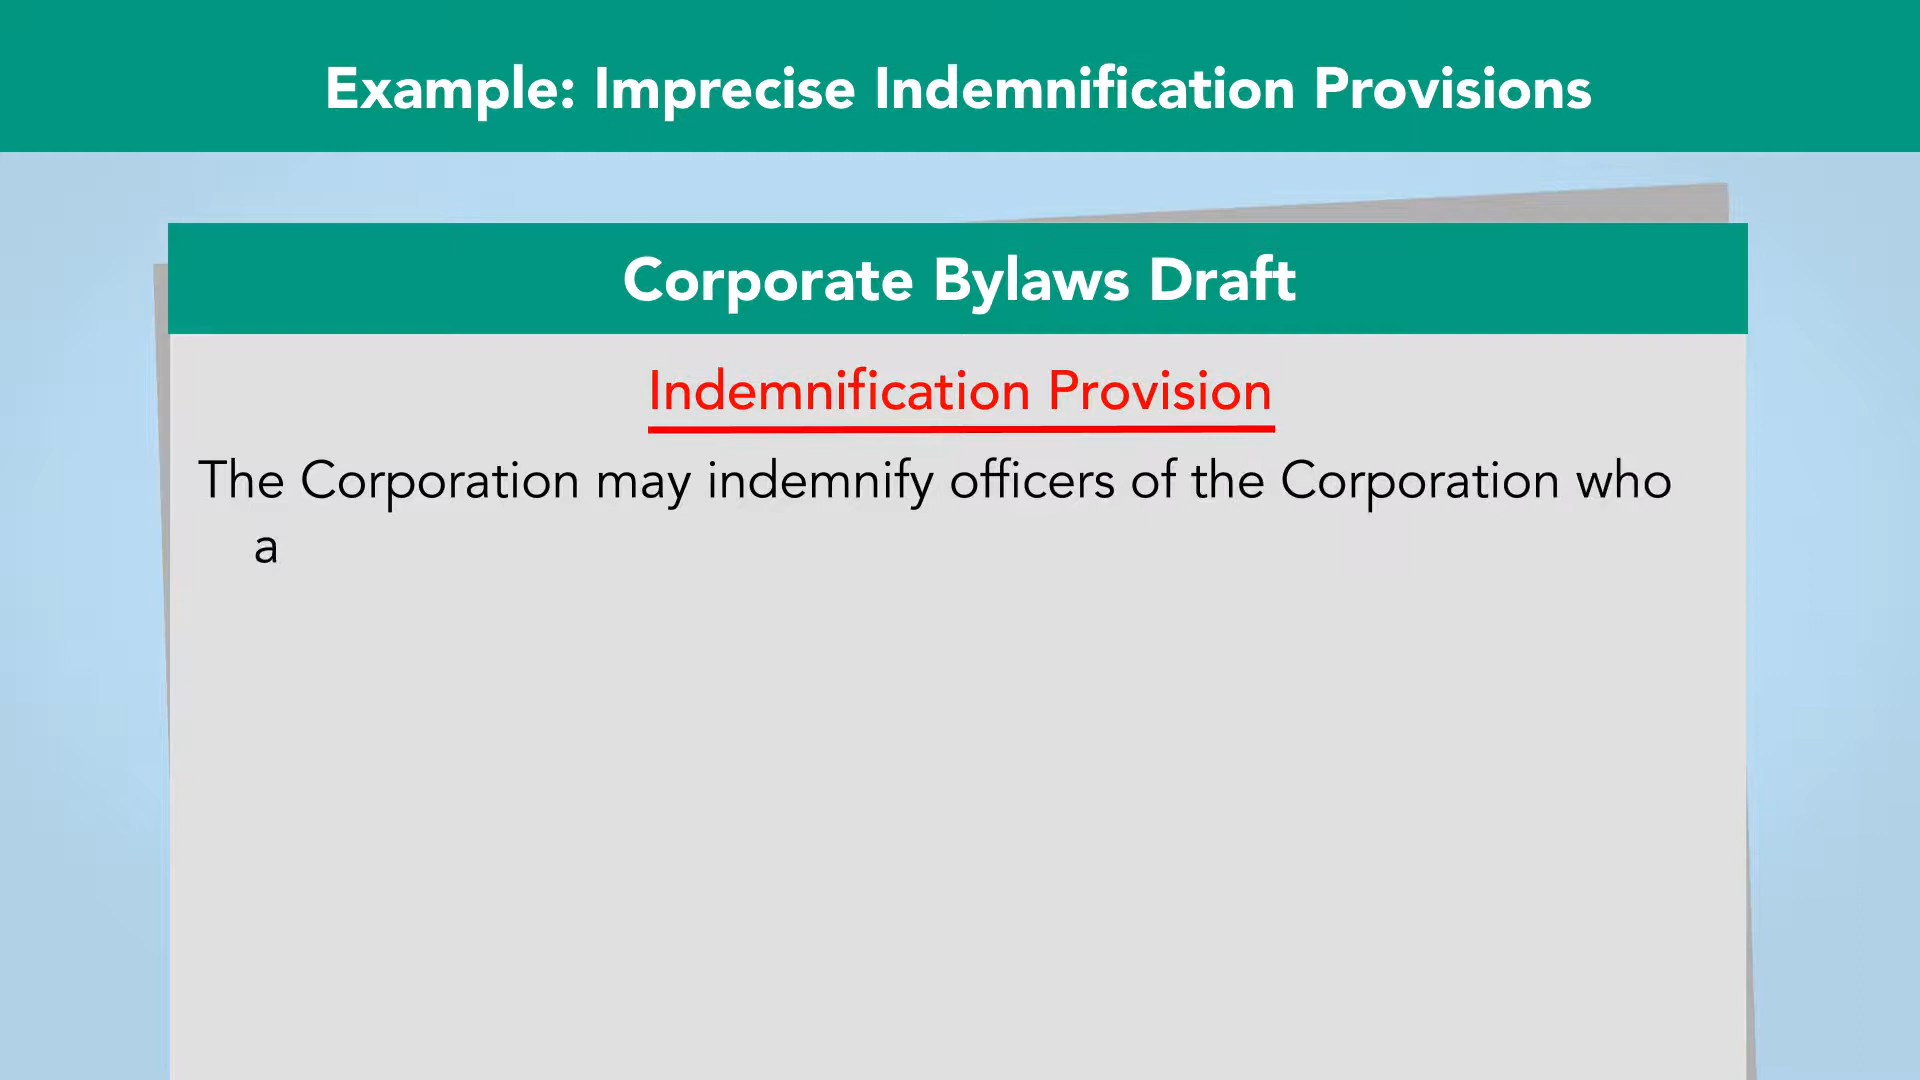 Example: Imprecise Indemnification Provisions
Corporate Bylaws Draft
Indemnification Provision
The Corporation may indemnify officers of the Corporation who
a